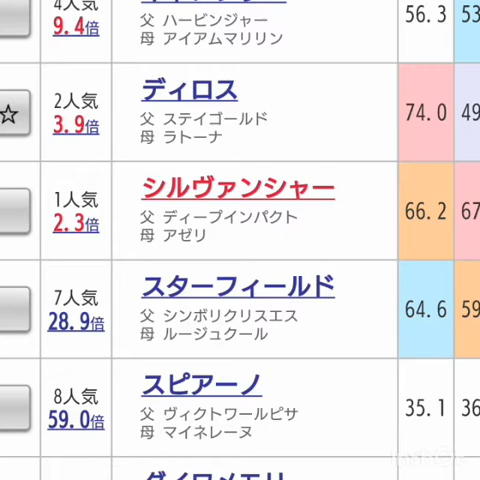 4人気
9.4倍
父 ハービンジャー
母 アイアムマリリン
56.3
53
☆
2人気
3.9倍
ディロス
父 ステイゴールド
母 ラトーナ
74.0
49
1人気
2.3倍
シルヴァンシャー
父 ディープインパクト
母 アゼリ
66.2
67
7人気
28.9倍
スターフィールド
父 シンボリクリスエス
母 ルージュクール
64.6
59
8人気
59.0倍
スピアーノ
父 ヴィクトワールピサ
母 マイネレーヌ
35.1
36